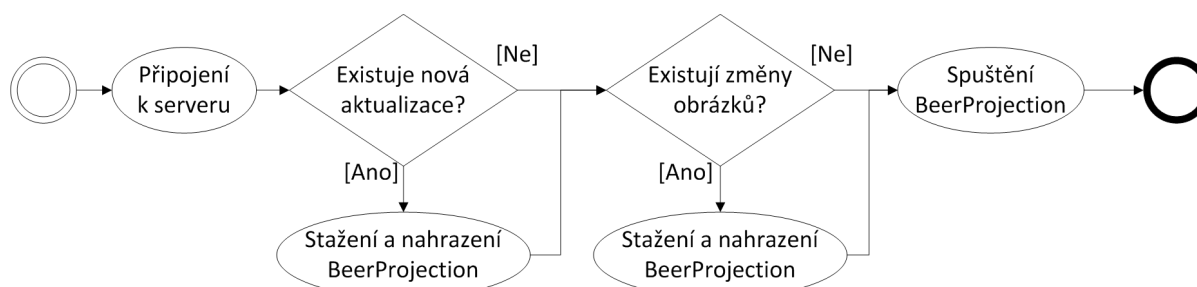 Připojení
k serveru
Existuje nová
aktualizace?
[Ne]
[Ano]
Stažení a nahrazení
BeerProjection
Existují změny
obrázků?
[Ne]
[Ano]
Stažení a nahrazení
BeerProjection
Spuštění
BeerProjection